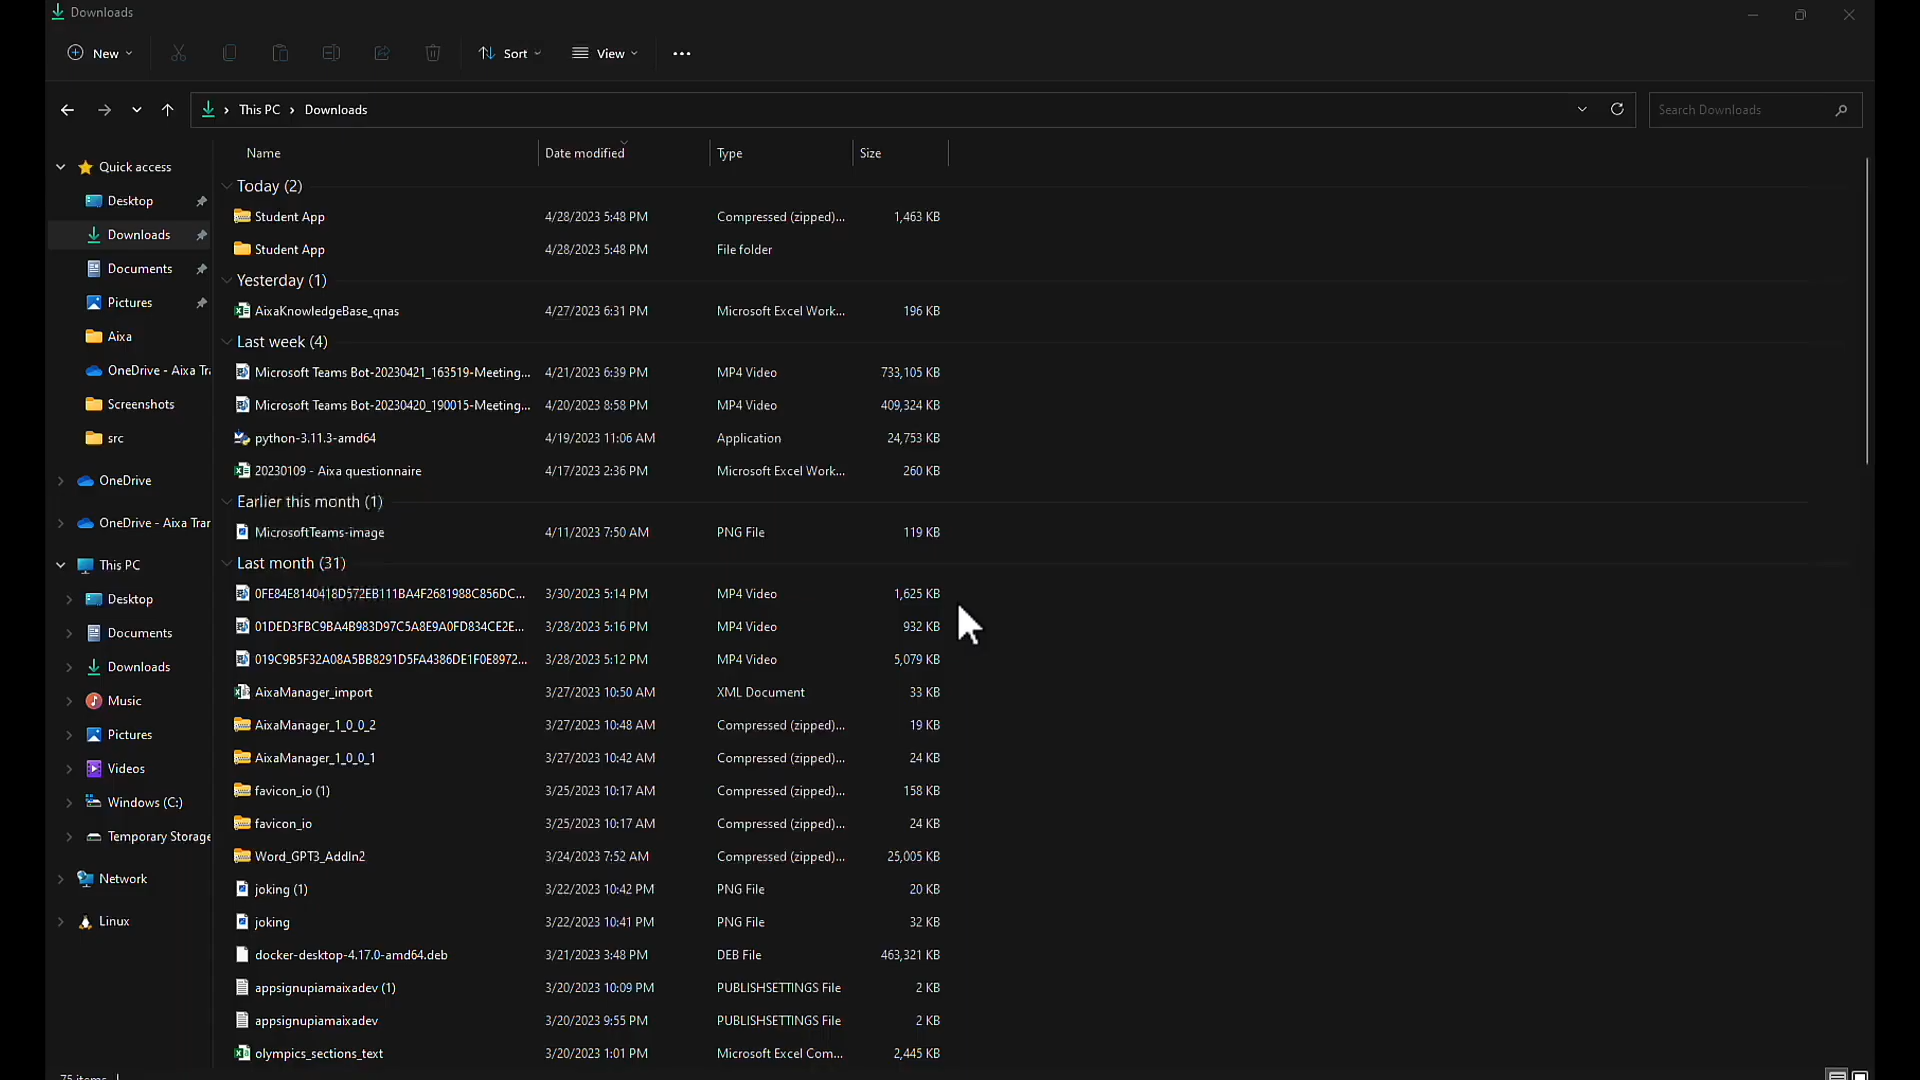 Downloads
New
Sort
View
This PC
Downloads
Search Downloads
Name
Date modified
Type
Size
Quick access
Desktop
Downloads
Documents
Pictures
Aixa
OneDrive - Aixa Tra
Screenshots
src
OneDrive
OneDrive - Aixa Trar
This PC
Desktop
Documents
Downloads
Music
Pictures
Videos
Windows (C:)
Temporary Storage
Network
Linux
Today (2)
Student App 4/28/2023 5:48 PM Compressed (zipped)... 1,463 KB
Student App 4/28/2023 5:48 PM File folder
Yesterday (1)
AixaKnowledgeBase_qnas 4/27/2023 6:31 PM Microsoft Excel Work... 196 KB
Last week (4)
Microsoft Teams Bot-20230421_163519-Meeting... 4/21/2023 6:39 PM MP4 Video 733,105 KB
Microsoft Teams Bot-20230420_190015-Meeting... 4/20/2023 8:58 PM MP4 Video 409,324 KB
python-3.11.3-amd64 4/19/2023 11:06 AM Application 24,753 KB
20230109 - Aixa questionnaire 4/17/2023 2:36 PM Microsoft Excel Work... 260 KB
Earlier this month (1)
MicrosoftTeams-image 4/11/2023 7:50 AM PNG File 119 KB
Last month (31)
0FE84E8140418D572EB111BA4F2681988C856DC... 3/30/2023 5:14 PM MP4 Video 1,625 KB
01DED3FBC9BA4B983D97C5A8E9A0FD834CE2E... 3/28/2023 5:16 PM MP4 Video 932 KB
019C9B5F32A08A5BB8291D5FA4386DE1F0E8972... 3/28/2023 5:12 PM MP4 Video 5,079 KB
AixaManager_import 3/27/2023 10:50 AM XML Document 33 KB
AixaManager_1_0_0_2 3/27/2023 10:48 AM Compressed (zipped)... 19 KB
AixaManager_1_0_0_1 3/27/2023 10:42 AM Compressed (zipped)... 24 KB
favicon_io (1) 3/25/2023 10:17 AM Compressed (zipped)... 158 KB
favicon_io 3/25/2023 10:17 AM Compressed (zipped)... 24 KB
Word_GPT3_AddIn2 3/24/2023 7:52 AM Compressed (zipped)... 25,005 KB
joking (1) 3/22/2023 10:42 PM PNG File 20 KB
joking 3/22/2023 10:41 PM PNG File 32 KB
docker-desktop-4.17.0-amd64.deb 3/21/2023 3:48 PM DEB File 463,321 KB
appsignupiamaixadev (1) 3/20/2023 10:09 PM PUBLISHSETTINGS File 2 KB
appsignupiamaixadev 3/20/2023 9:55 PM PUBLISHSETTINGS File 2 KB
olympics_sections_text 3/20/2023 1:01 PM Microsoft Excel Com... 2,445 KB
75 items